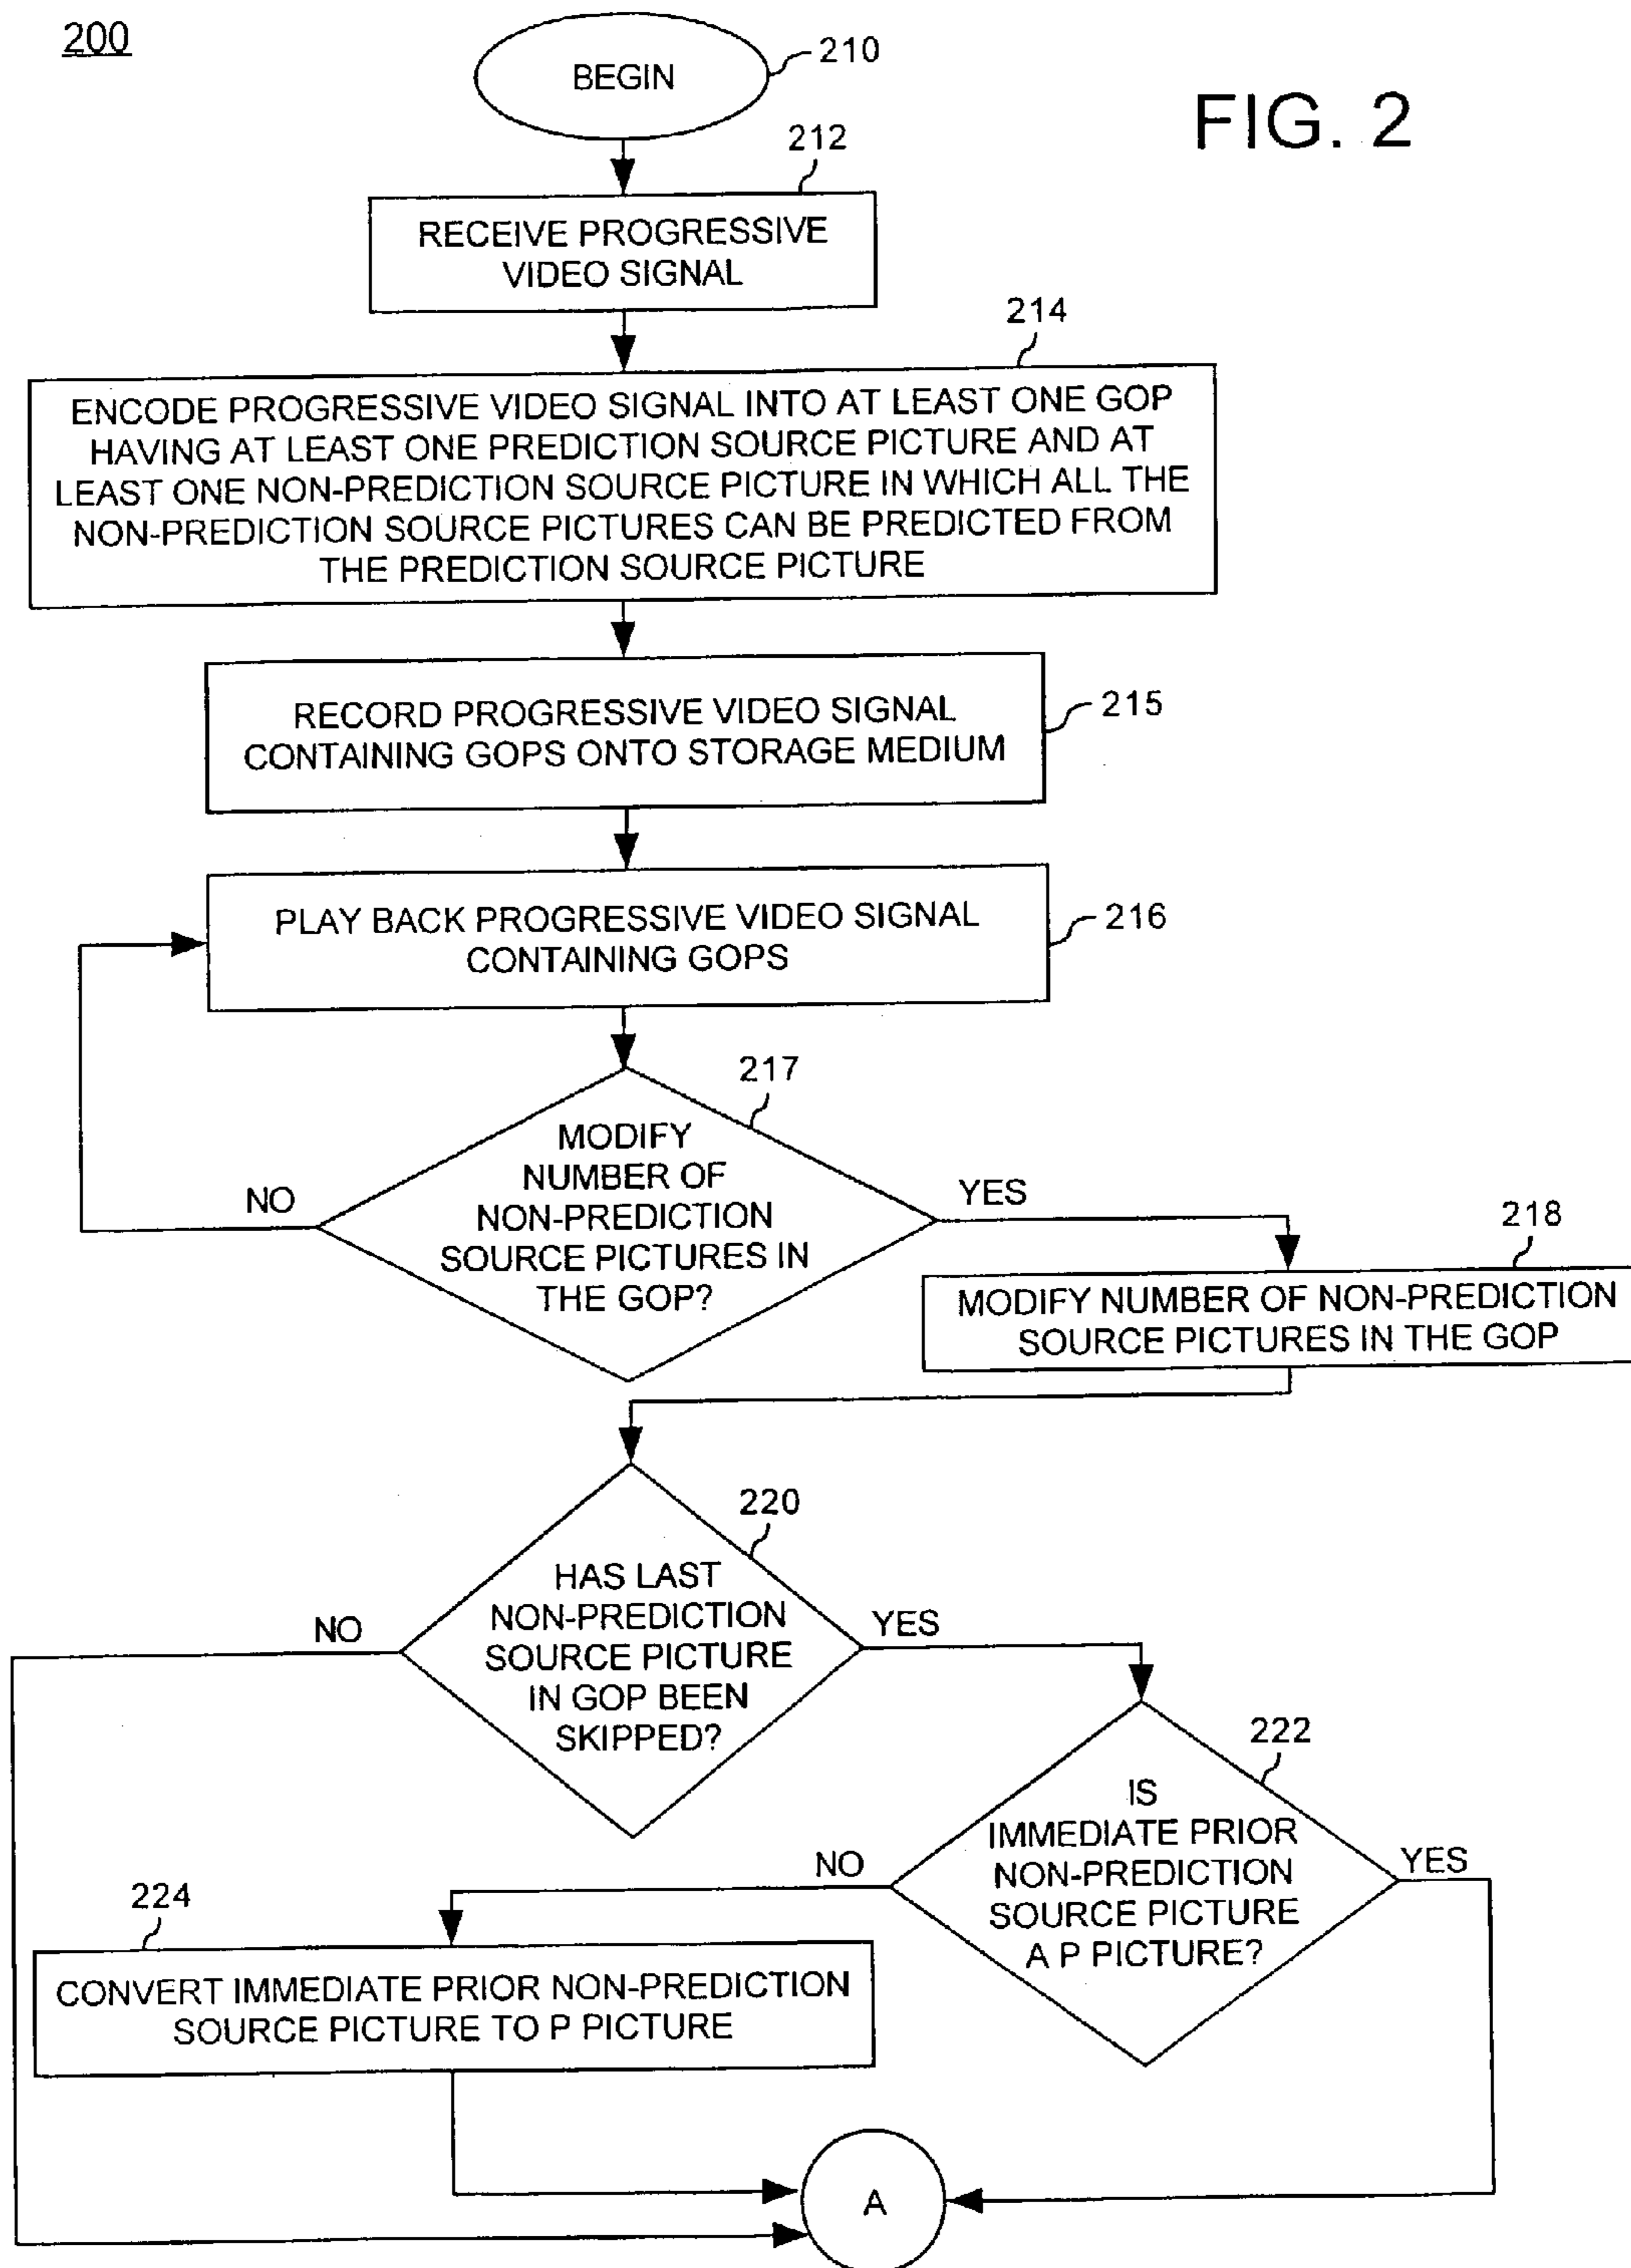 200
BEGIN
210
FIG. 2
212
RECEIVE PROGRESSIVE
VIDEO SIGNAL
214
ENCODE PROGRESSIVE VIDEO SIGNAL INTO AT LEAST ONE GOP
HAVING AT LEAST ONE PREDICTION SOURCE PICTURE AND AT
LEAST ONE NON-PREDICTION SOURCE PICTURE IN WHICH ALL THE
NON-PREDICTION SOURCE PICTURES CAN BE PREDICTED FROM
THE PREDICTION SOURCE PICTURE
RECORD PROGRESSIVE VIDEO SIGNAL
CONTAINING GOPS ONTO STORAGE MEDIUM
215
PLAY BACK PROGRESSIVE VIDEO SIGNAL
CONTAINING GOPS
216
217
MODIFY
NUMBER OF
NON-PREDICTION
SOURCE PICTURES IN
THE GOP?
NO
YES
218
MODIFY NUMBER OF NON-PREDICTION
SOURCE PICTURES IN THE GOP
220
HAS LAST
NON-PREDICTION
SOURCE PICTURE
IN GOP BEEN
SKIPPED?
NO
YES
222
IS
IMMEDIATE PRIOR
NON-PREDICTION
SOURCE PICTURE
A P PICTURE?
NO
YES
224
CONVERT IMMEDIATE PRIOR NON-PREDICTION
SOURCE PICTURE TO P PICTURE
A